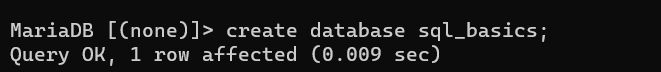 MariaDB [(none)]> create database sql_basics;
Query OK, 1 row affected (0.009 sec)